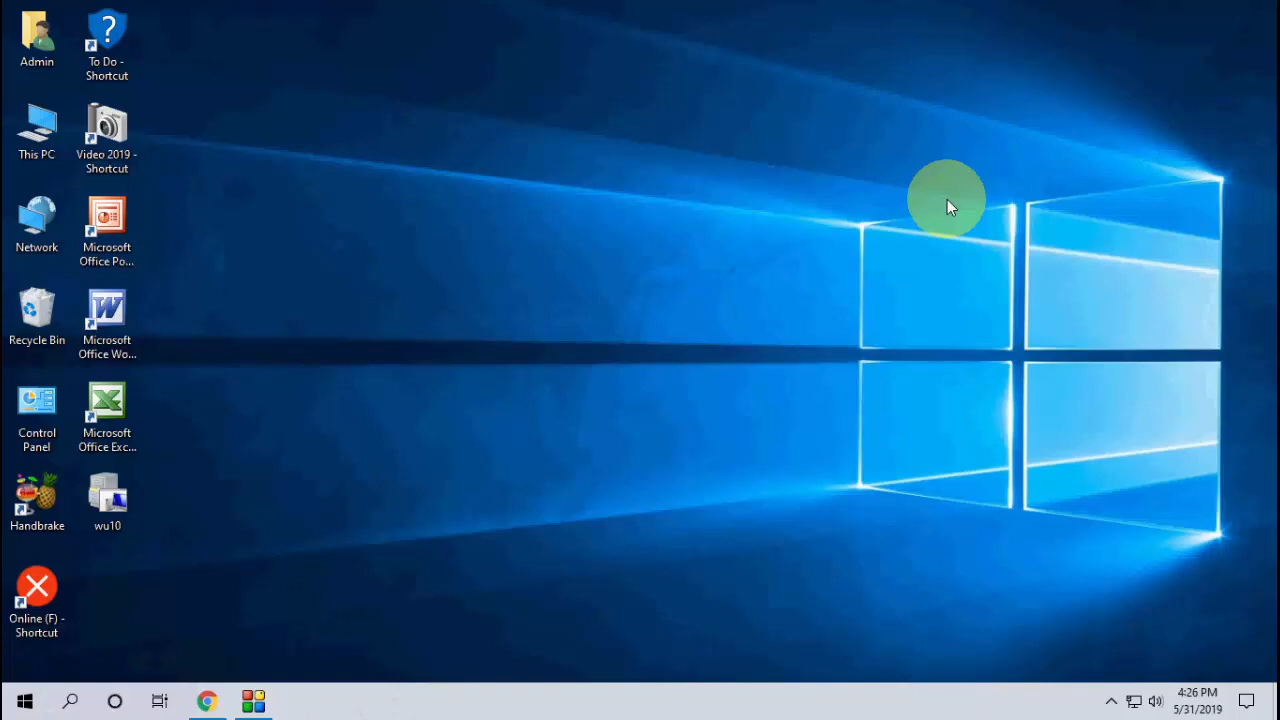 Admin
To Do -
Shortcut
This PC
Video 2019 -
Shortcut
Network
Microsoft
Office Po...
Recycle Bin
Microsoft
Office Wo...
Control
Panel
Microsoft
Office Exc...
Handbrake
wu10
Online (F) -
Shortcut
4:26 PM
5/31/2019